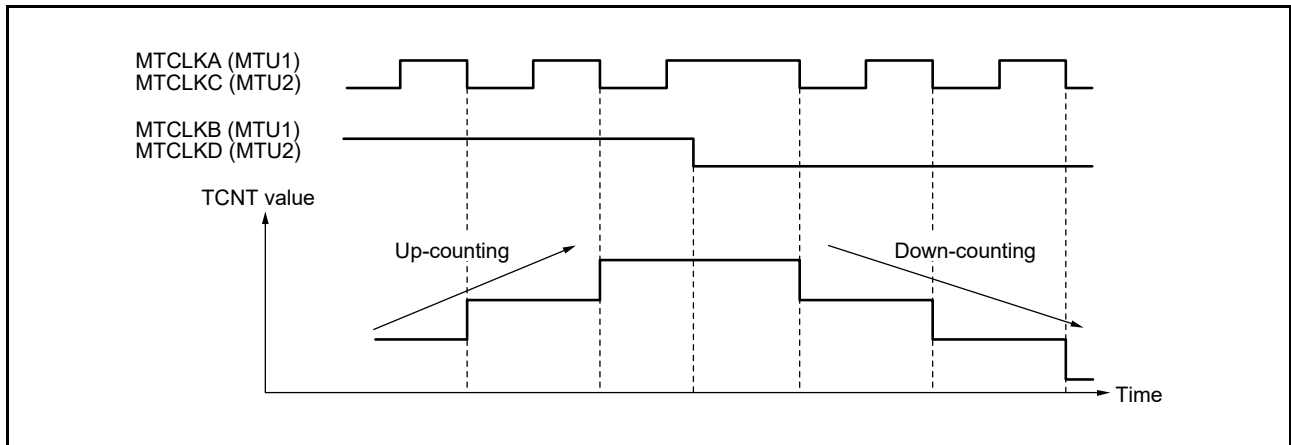 MTCLKA (MTU1)
MTCLKC (MTU2)
MTCLKB (MTU1)
MTCLKD (MTU2)
TCNT value
Up-counting
Down-counting
Time